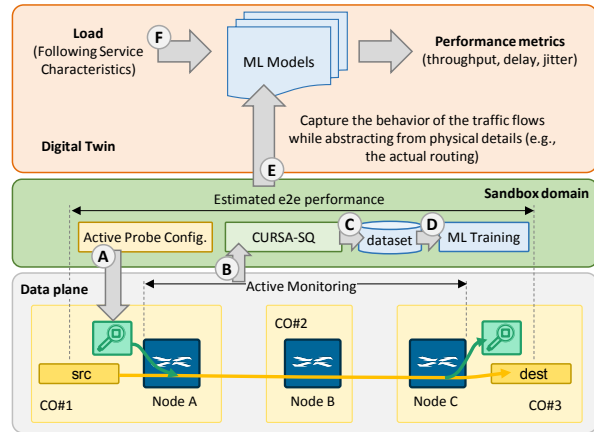 Load
(Following Service
Characteristics)
F
ML Models
Performance metrics
(throughput, delay, jitter)
Capture the behavior of the traffic flows
while abstracting from physical details (e.g.,
the actual routing)
Digital Twin
E
Sandbox domain
Estimated e2e performance
Active Probe Config.
CURSA-SQ
C
dataset
D
ML Training
A
B
Data plane
Active Monitoring
CO#2
src
dest
CO#1
Node A
Node B
Node C
CO#3